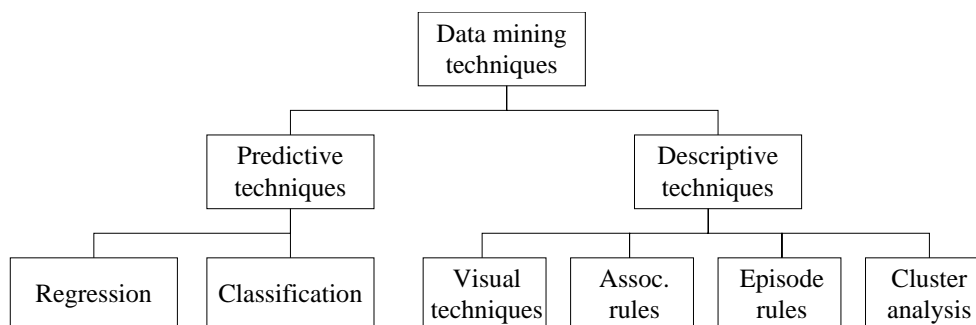 Data mining
techniques
Predictive
techniques
Descriptive
techniques
Regression
Classification
Visual
techniques
Assoc.
rules
Episode
rules
Cluster
analysis